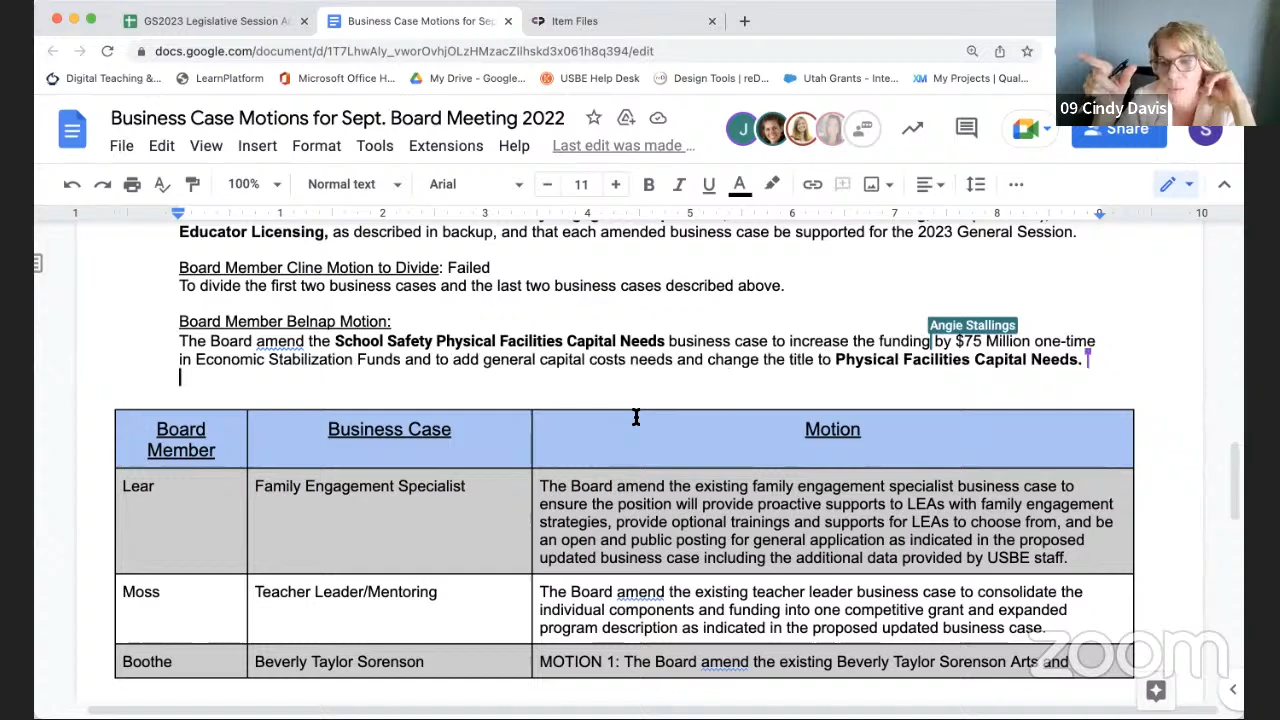 GS2023 Legislative Session A
Business Case Motions for Sep
Item Files
docs.google.com/document/d/1T7LhwAly_vworOvhjOLzHMzacZiIhskd3x061h8q394/edit
Digital Teaching &...
LearnPlatform
Microsoft Office H...
My Drive - Google...
USBE Help Desk
Design Tools | reD...
Utah Grants - Inte...
My Projects | Qual...
09 Cindy Davis
Business Case Motions for Sept. Board Meeting 2022
J
Share
S
File Edit View Insert Format Tools Extensions Help Last edit was made ...
100% Normal text Arial 11
1 1 2 3 4 5 6 7 8 9 10
Educator Licensing, as described in backup, and that each amended business case be supported for the 2023 General Session.
Board Member Cline Motion to Divide: Failed
To divide the first two business cases and the last two business cases described above.
Board Member Belnap Motion:
Angie Stallings
The Board amend the School Safety Physical Facilities Capital Needs business case to increase the funding by $75 Million one-time
in Economic Stabilization Funds and to add general capital costs needs and change the title to Physical Facilities Capital Needs.
Board
Member
Business Case
Motion
Lear
Family Engagement Specialist
The Board amend the existing family engagement specialist business case to
ensure the position will provide proactive supports to LEAs with family engagement
strategies, provide optional trainings and supports for LEAs to choose from, and be
an open and public posting for general application as indicated in the proposed
updated business case including the additional data provided by USBE staff.
Moss
Teacher Leader/Mentoring
The Board amend the existing teacher leader business case to consolidate the
individual components and funding into one competitive grant and expanded
program description as indicated in the proposed updated business case.
Boothe
Beverly Taylor Sorenson
MOTION 1: The Board amend the existing Beverly Taylor Sorenson Arts and
zoom